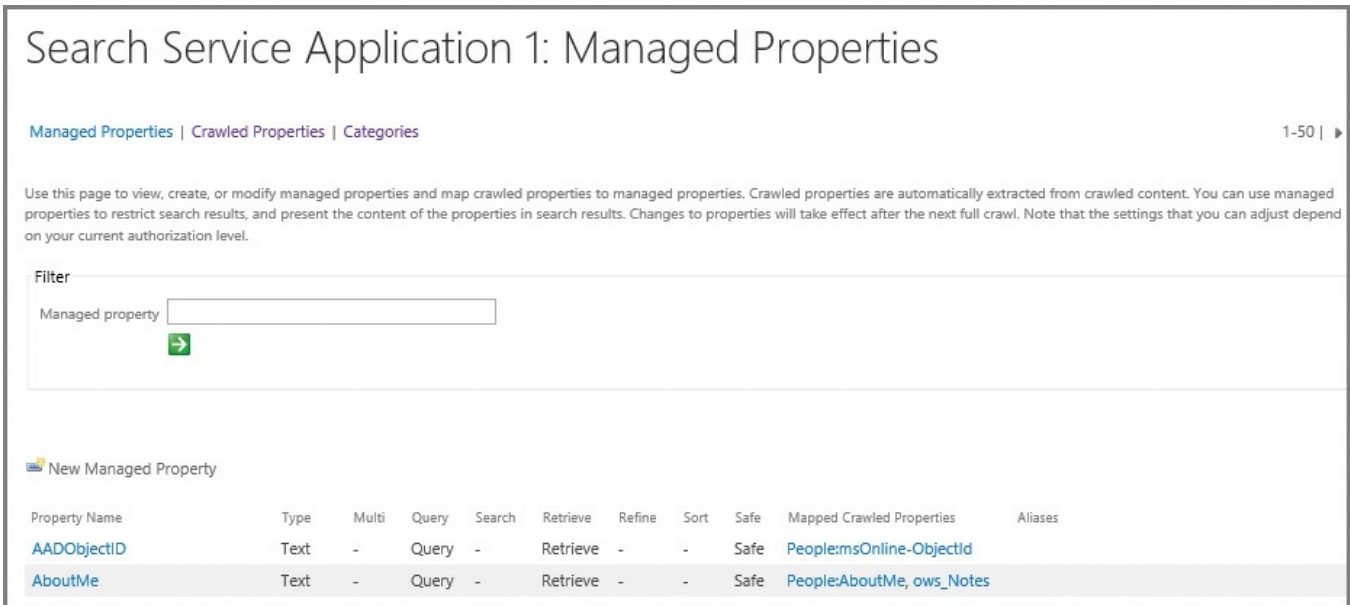 Search Service Application 1: Managed Properties
Managed Properties | Crawled Properties | Categories 1-50 |
Use this page to view, create, or modify managed properties and map crawled properties to managed properties. Crawled properties are automatically extracted from crawled content. You can use managed
properties to restrict search results, and present the content of the properties in search results. Changes to properties will take effect after the next full crawl. Note that the settings that you can adjust depend
on your current authorization level.
Filter
Managed property
New Managed Property
Property Name Type Multi Query Search Retrieve Refine Sort Safe Mapped Crawled Properties Aliases
AADObjectID Text - Query - Retrieve - - Safe People:msOnline-ObjectId
AboutMe Text - Query - Retrieve - - Safe People:AboutMe, ows_Notes